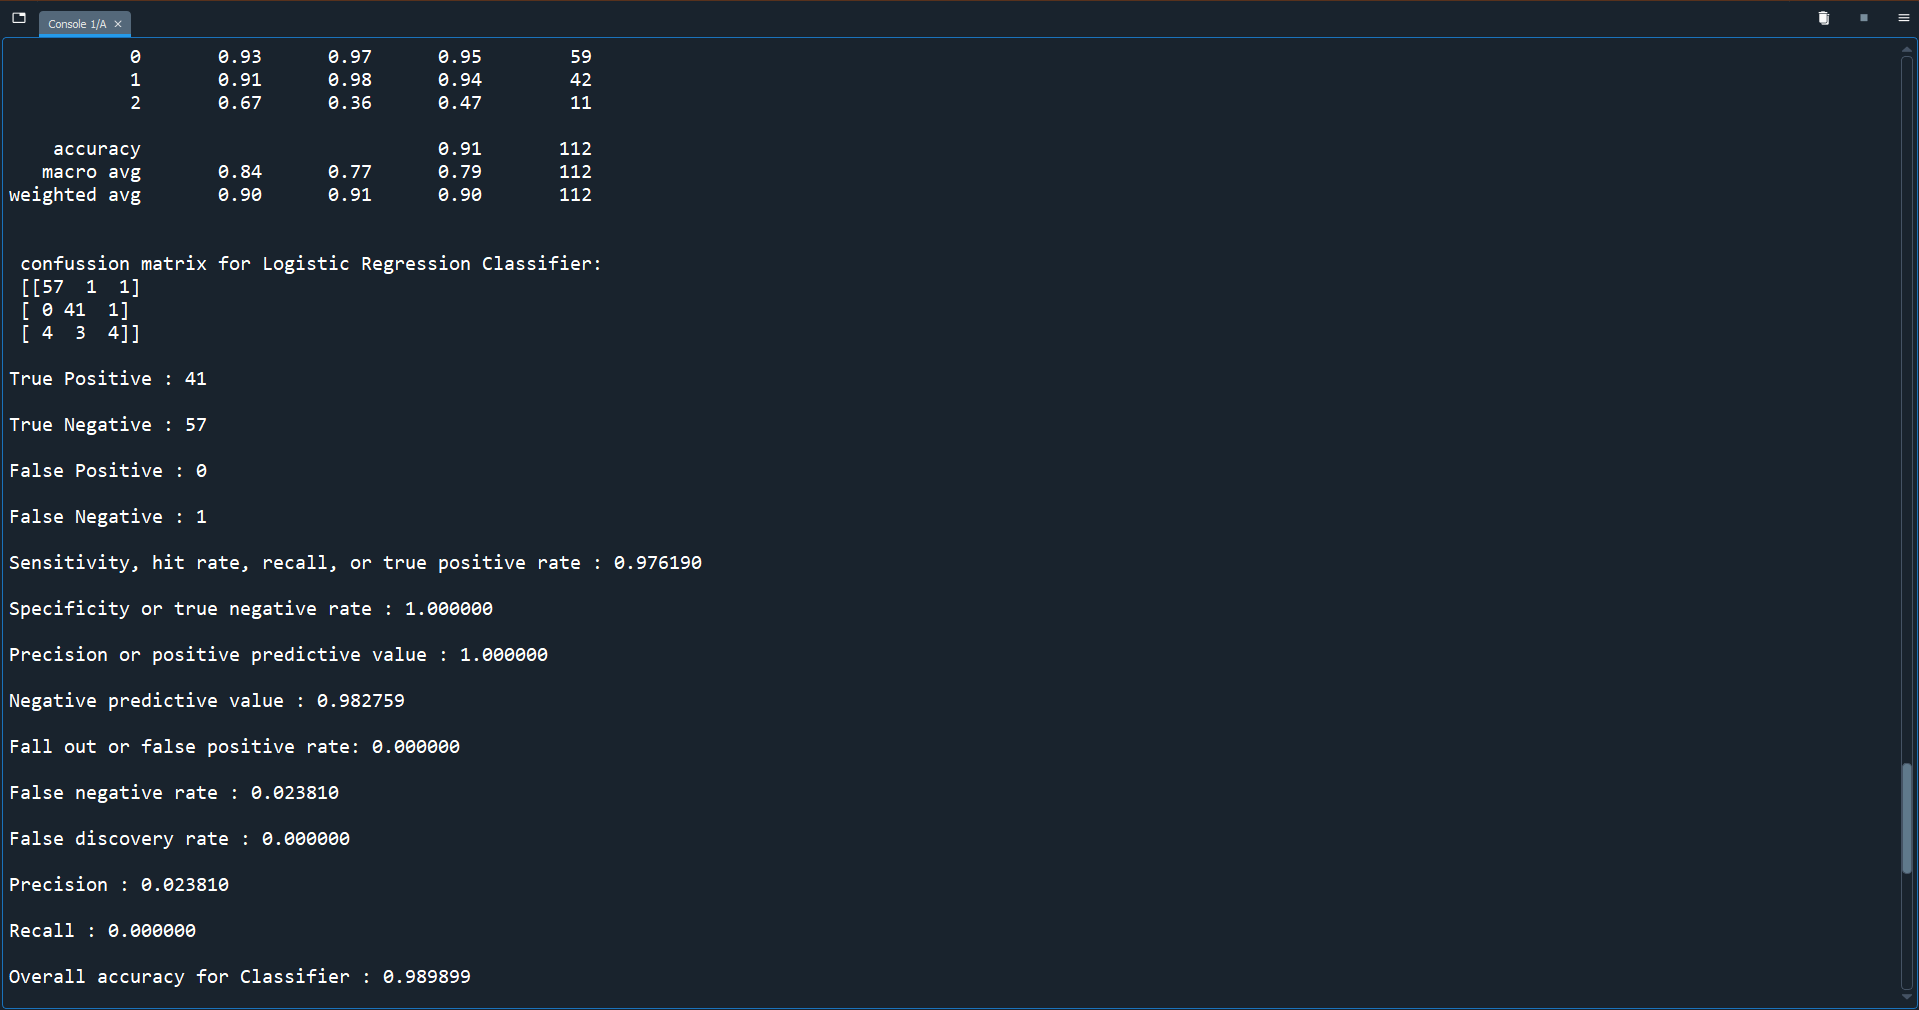 Console 1/A
0 0.93 0.97 0.95 59
1 0.91 0.98 0.94 42
2 0.67 0.36 0.47 11
accuracy 0.91 112
macro avg 0.84 0.77 0.79 112
weighted avg 0.90 0.91 0.90 112
confussion matrix for Logistic Regression Classifier:
[[57 1 1]
[ 0 41 1]
[ 4 3 4]]
True Positive : 41
True Negative : 57
False Positive : 0
False Negative : 1
Sensitivity, hit rate, recall, or true positive rate : 0.976190
Specificity or true negative rate : 1.000000
Precision or positive predictive value : 1.000000
Negative predictive value : 0.982759
Fall out or false positive rate: 0.000000
False negative rate : 0.023810
False discovery rate : 0.000000
Precision : 0.023810
Recall : 0.000000
Overall accuracy for Classifier : 0.989899